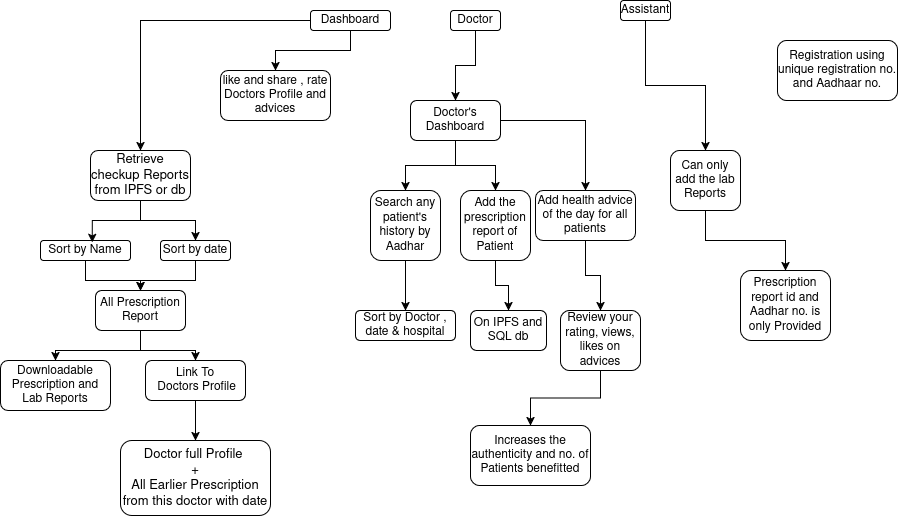 Dashboard
Doctor
Assistant
like and share , rate
Doctors Profile and
advices
Registration using
unique registration no.
and Aadhaar no.
Doctor's
Dashboard
Retrieve
checkup Reports
from IPFS or db
Can only
add the lab
Reports
Search any
patient's
history by
Aadhar
Add the
prescription
report of
Patient
Add health advice
of the day for all
patients
Sort by Name
Sort by date
All Prescription
Report
Prescription
report id and
Aadhar no. is
only Provided
Sort by Doctor ,
date & hospital
On IPFS and
SQL db
Review your
rating, views,
likes on
advices
Downloadable
Prescription and
Lab Reports
Link To
Doctors Profile
Increases the
authenticity and no. of
Patients benefitted
Doctor full Profile
+
All Earlier Prescription
from this doctor with date